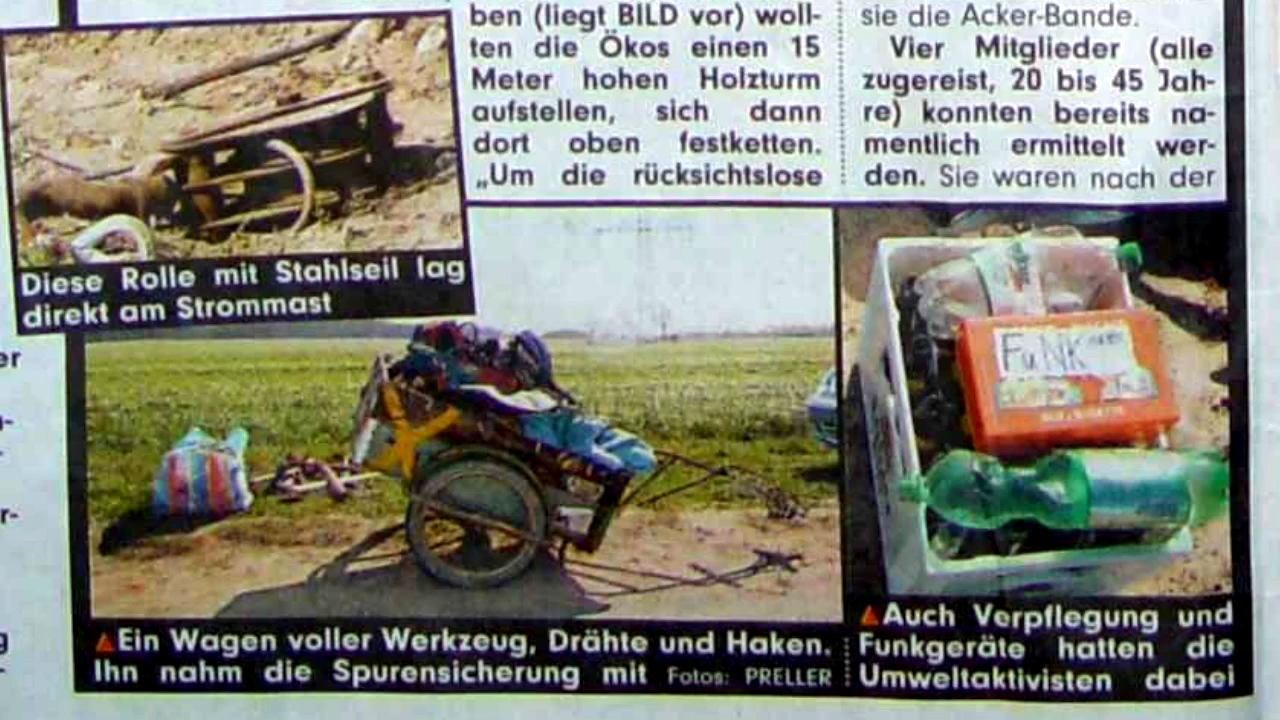 ben (liegt BILD vor) woll-
ten die Ökos einen 15
Meter hohen Holzturm
aufstellen, sich dann
dort oben festketten.
„Um die rücksichtslose
sie die Acker-Bande.
Vier Mitglieder (alle
zugereist, 20 bis 45 Jah-
re) konnten bereits na-
mentlich ermittelt wer-
den. Sie waren nach der
Diese Rolle mit Stahlseil lag
direkt am Strommast
FuNK
Ein Wagen voller Werkzeug, Drähte und Haken.
Ihn nahm die Spurensicherung mit Fotos: PRELLER
Auch Verpflegung und
Funkgeräte hatten die
Umweltaktivisten dabei
er
r-
g